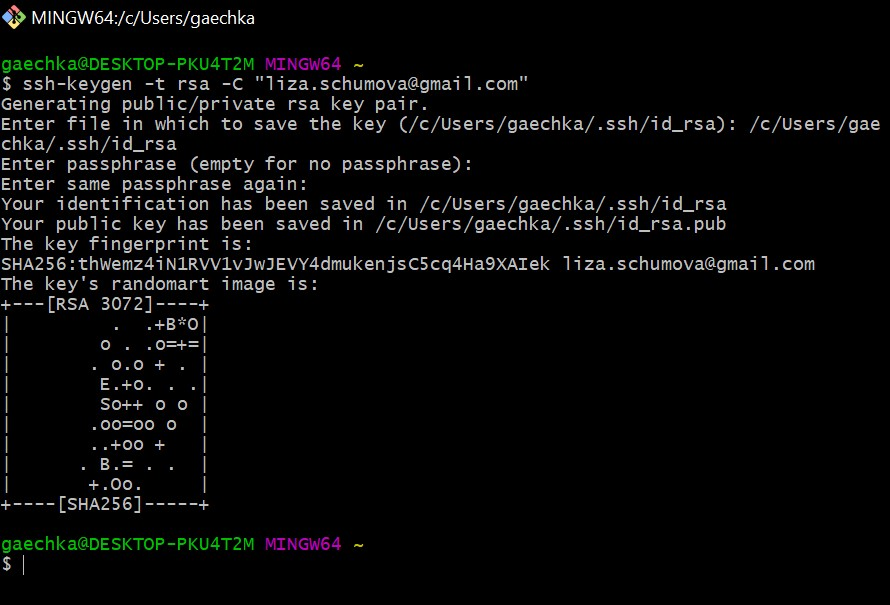 MINGW64:/c/Users/gaechka
gaechka@DESKTOP-PKU4T2M MINGW64 ~
$ ssh-keygen -t rsa -C "liza.schumova@gmail.com"
Generating public/private rsa key pair.
Enter file in which to save the key (/c/Users/gaechka/.ssh/id_rsa): /c/Users/gae
chka/.ssh/id_rsa
Enter passphrase (empty for no passphrase):
Enter same passphrase again:
Your identification has been saved in /c/Users/gaechka/.ssh/id_rsa
Your public key has been saved in /c/Users/gaechka/.ssh/id_rsa.pub
The key fingerprint is:
SHA256:thWemz4iN1RVV1vJwJEVY4dmukenjsC5cq4Ha9XAIek liza.schumova@gmail.com
The key's randomart image is:
+---[RSA 3072]----+
|          .  .+B*O|
|         o . .o=+=|
|        . o.o + . |
|         E.+o. . .|
|         So++ o o |
|        .oo=oo o  |
|        ..+oo +   |
|       . B.= . .  |
|        +.Oo.     |
+----[SHA256]-----+
gaechka@DESKTOP-PKU4T2M MINGW64 ~
$